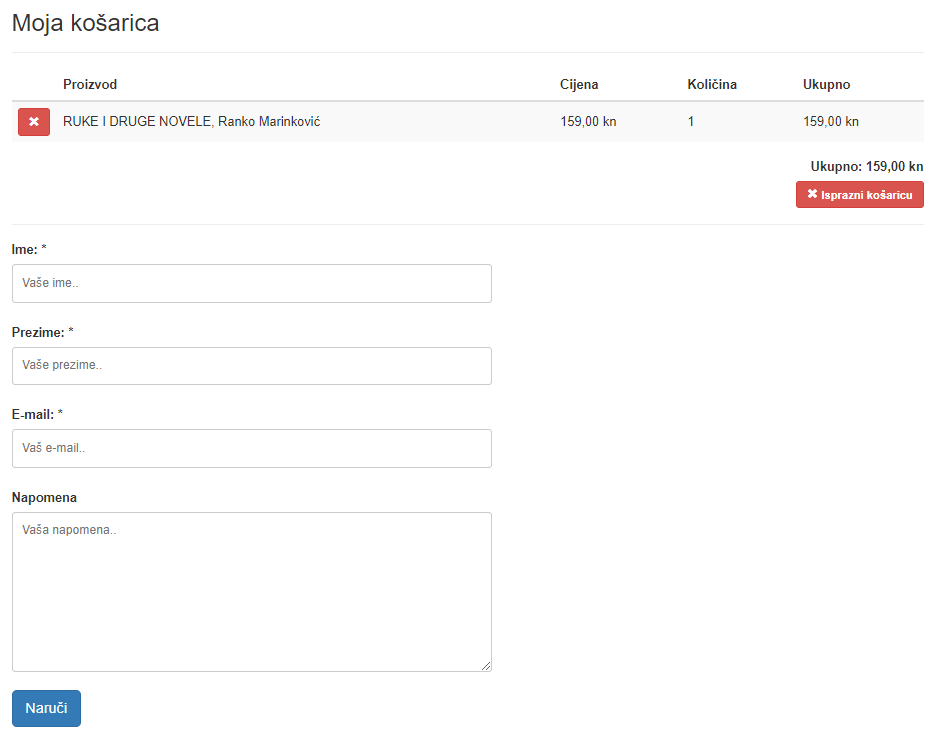 Moja košarica
Proizvod Cijena Količina Ukupno
RUKE I DRUGE NOVELE, Ranko Marinković 159,00 kn 1 159,00 kn
Ukupno: 159,00 kn
Isprazni košaricu
Ime: *
Vaše ime..
Prezime: *
Vaše prezime..
E-mail: *
Vaš e-mail..
Napomena
Vaša napomena..
Naruči